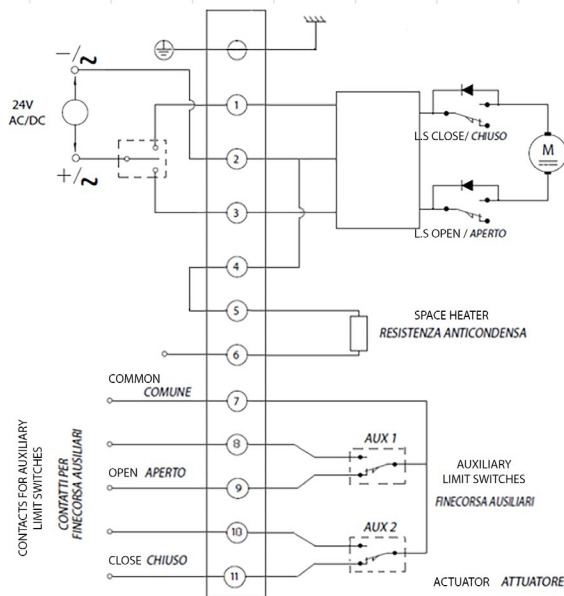 −/~
24V
AC/DC
+/~
1
2
3
4
5
6
7
8
9
10
11
L.S CLOSE/ CHIUSO
M
L.S OPEN / APERTO
SPACE HEATER
RESISTENZA ANTICONDENSA
COMMON
COMUNE
OPEN APERTO
CLOSE CHIUSO
CONTACTS FOR AUXILIARY
LIMIT SWITCHES
CONTATTI PER
FINECORSA AUSILIARI
AUX 1
AUX 2
AUXILIARY
LIMIT SWITCHES
FINECORSA AUSILIARI
ACTUATOR ATTUATORE